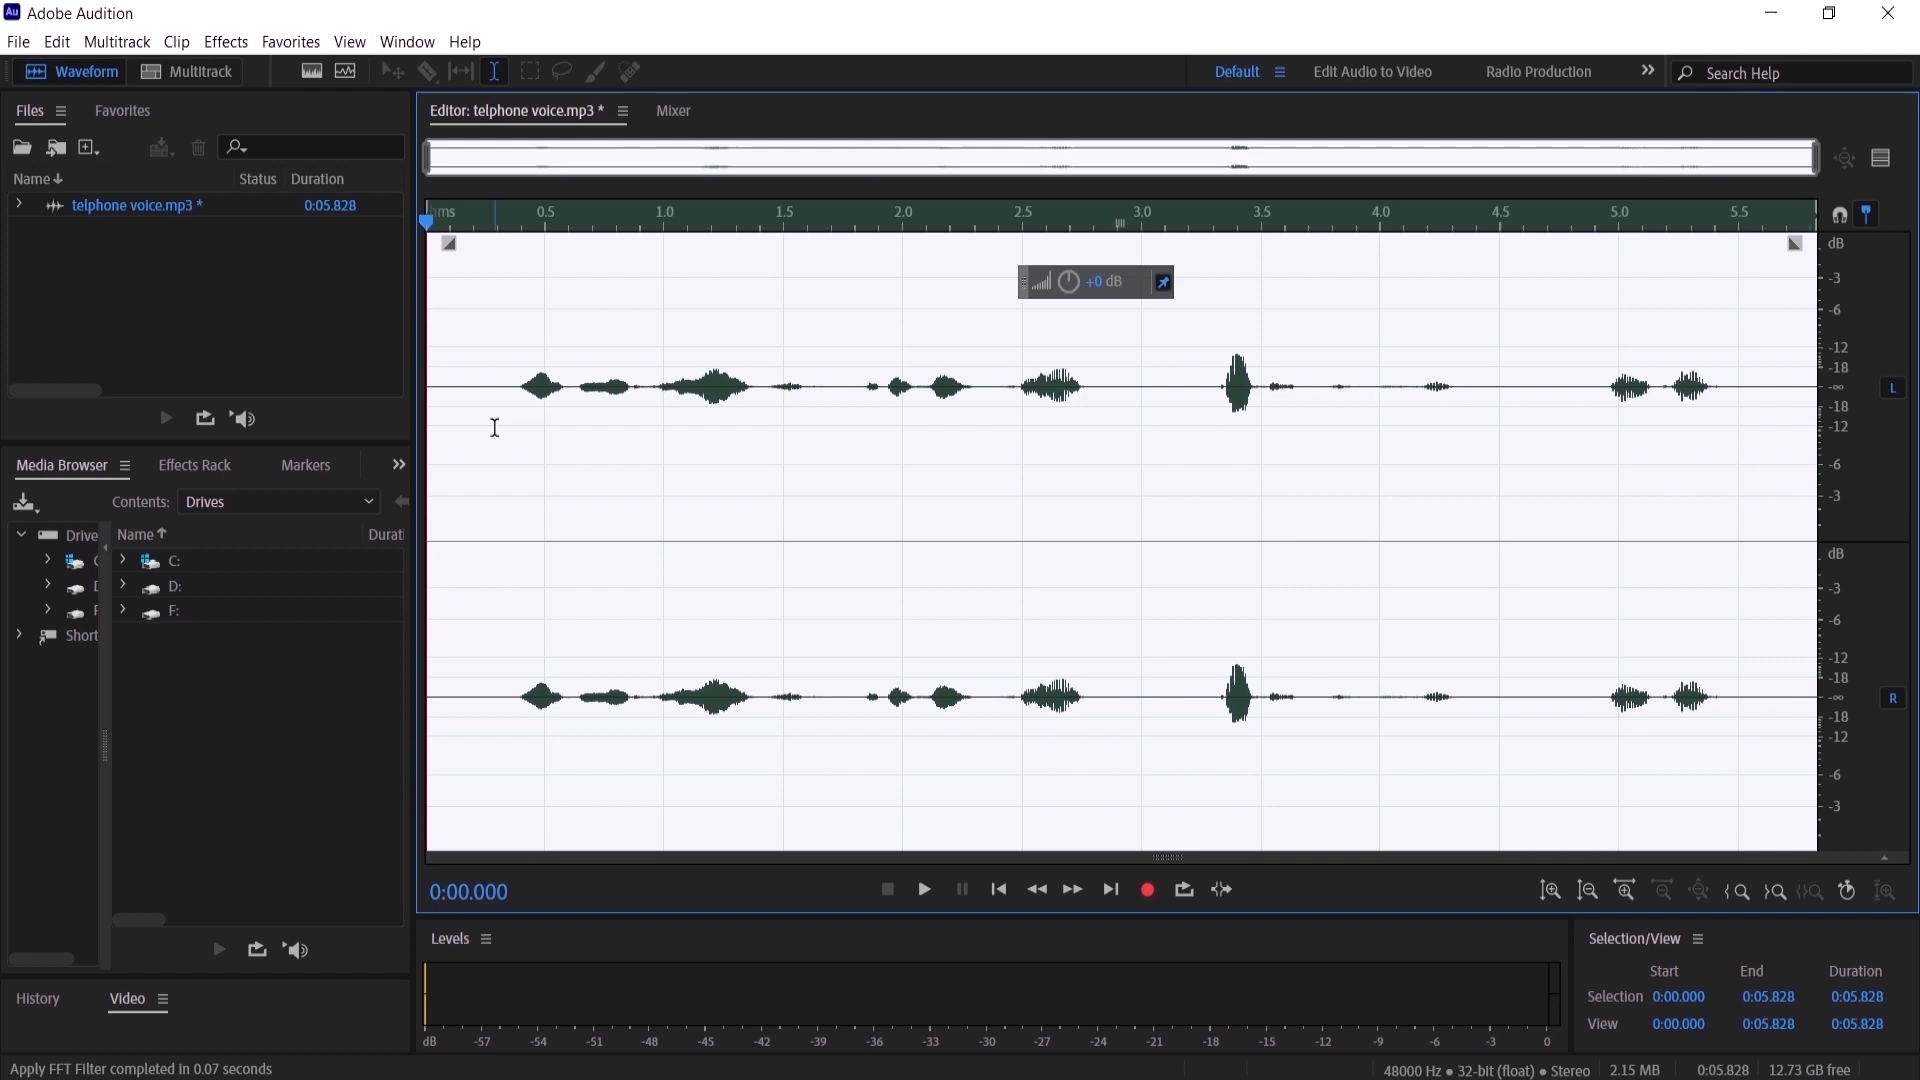 Au Adobe Audition
File Edit Multitrack Clip Effects Favorites View Window Help
Waveform Multitrack Default Edit Audio to Video Radio Production Search Help
Files Favorites
Name Status Duration
telphone voice.mp3 * 0:05.828
Editor: telphone voice.mp3 * Mixer
hms 0.5 1.0 1.5 2.0 2.5 3.0 3.5 4.0 4.5 5.0 5.5
+0 dB
dB
-3
-6
-12
-18
-∞
-18
-12
-6
-3
L
dB
-3
-6
-12
-18
-∞
-18
-12
-6
-3
R
Media Browser Effects Rack Markers
Contents: Drives
Drive Name Durati
C:
D:
F:
Short
0:00.000
History Video
Levels
dB -57 -54 -51 -48 -45 -42 -39 -36 -33 -30 -27 -24 -21 -18 -15 -12 -9 -6 -3 0
Selection/View
Start End Duration
Selection 0:00.000 0:05.828 0:05.828
View 0:00.000 0:05.828 0:05.828
Apply FFT Filter completed in 0.07 seconds
48000 Hz • 32-bit (float) • Stereo 2.15 MB 0:05.828 12.73 GB free